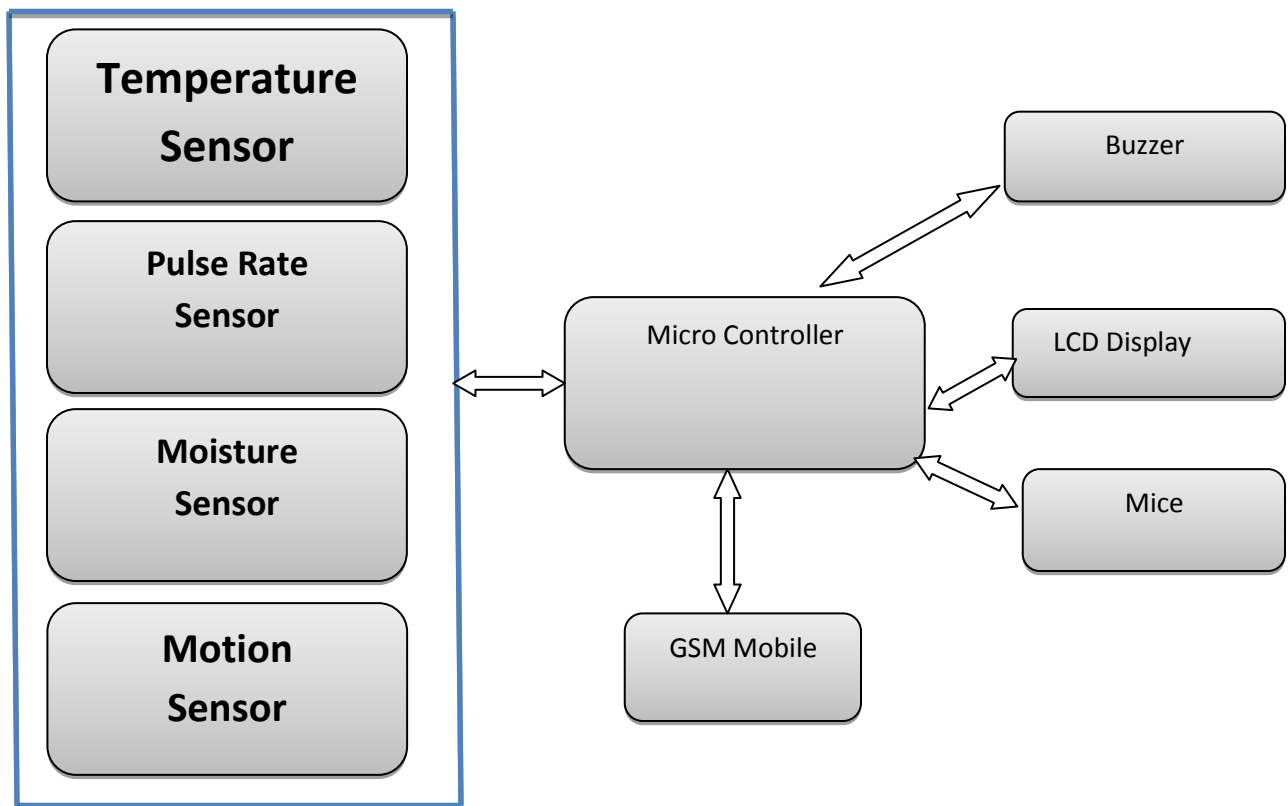 Temperature
Sensor
Pulse Rate
Sensor
Moisture
Sensor
Motion
Sensor
Micro Controller
GSM Mobile
Buzzer
LCD Display
Mice